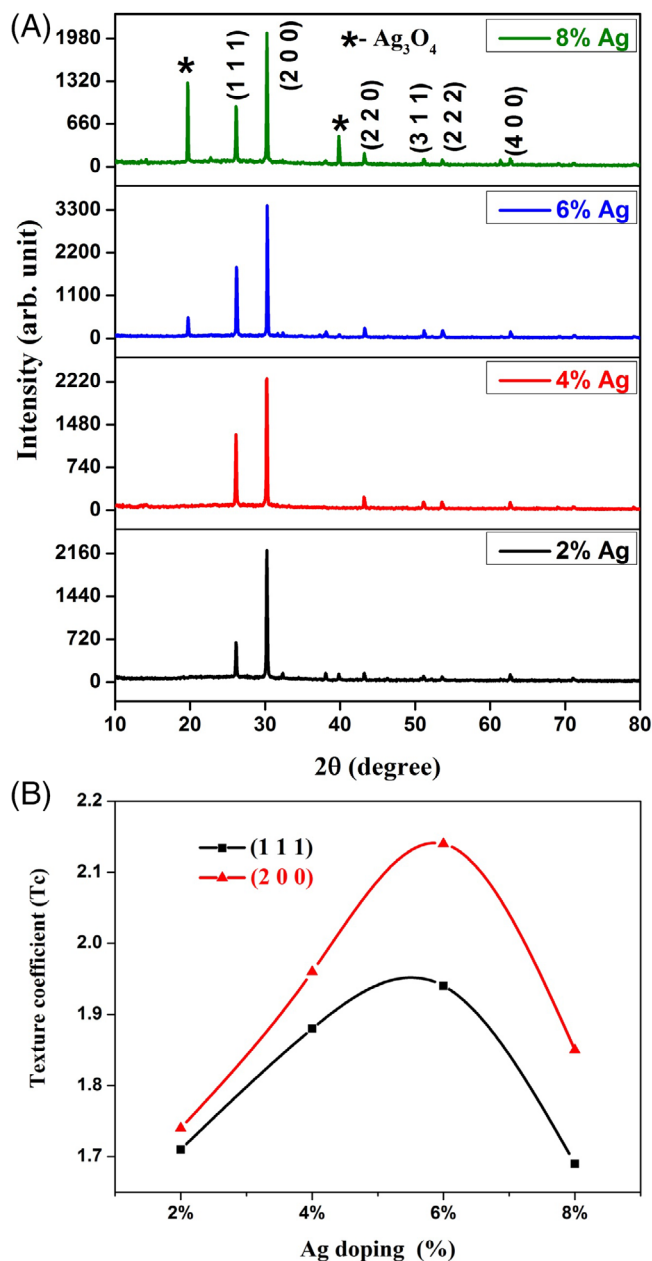 (A)
1980
1320
660
0
*
(1 1 1)
(2 0 0)
*- Ag₃O₄
*
(2 2 0)
(3 1 1)
(2 2 2)
(4 0 0)
8% Ag
3300
2200
1100
0
6% Ag
2220
1480
740
0
4% Ag
2160
1440
720
0
2% Ag
Intensity (arb. unit)
10 20 30 40 50 60 70 80
2θ (degree)
(B)
2.2
2.1
2.0
1.9
1.8
1.7
(1 1 1)
(2 0 0)
Texture coefficient (Tc)
2% 4% 6% 8%
Ag doping (%)